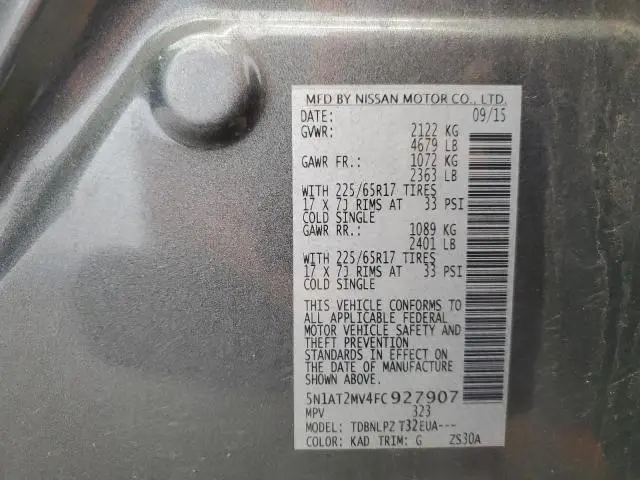 MFD BY NISSAN MOTOR CO., LTD.
DATE: 09/15
GVWR: 2122 KG
4679 LB
GAWR FR.: 1072 KG
2363 LB
WITH 225/65R17 TIRES
17 X 7J RIMS AT 33 PSI
COLD SINGLE
GAWR RR.: 1089 KG
2401 LB
WITH 225/65R17 TIRES
17 X 7J RIMS AT 33 PSI
COLD SINGLE
THIS VEHICLE CONFORMS TO
ALL APPLICABLE FEDERAL
MOTOR VEHICLE SAFETY AND
THEFT PREVENTION
STANDARDS IN EFFECT ON
THE DATE OF MANUFACTURE
SHOWN ABOVE.
5N1AT2MV4FC927907
MPV 323
MODEL: TDBNLPZ T32EUA---
COLOR: KAD TRIM: G ZS30A